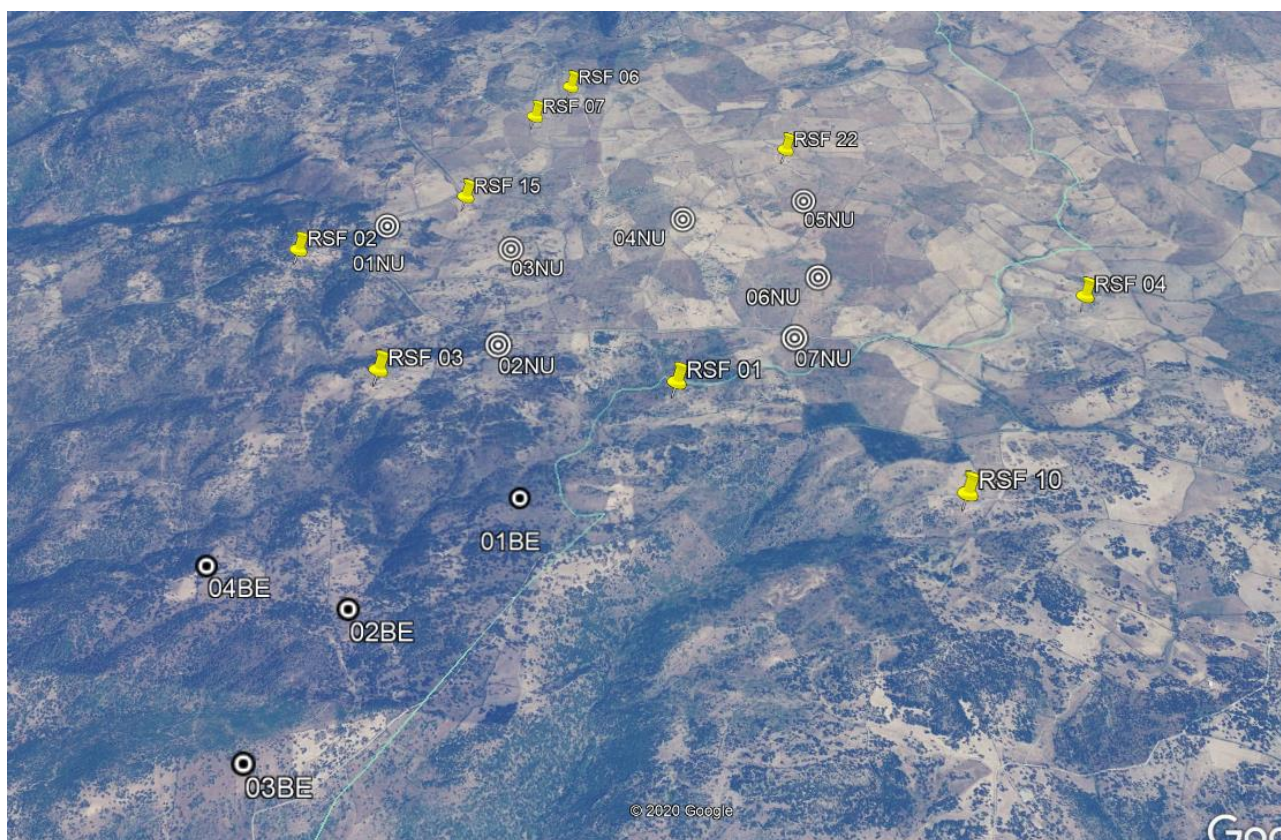 RSF 06
RSF 07
RSF 22
RSF 15
RSF 02
01NU
03NU
04NU
05NU
06NU
RSF 04
RSF 03
02NU
RSF 01
07NU
RSF 10
01BE
04BE
02BE
03BE
© 2020 Google
Goo